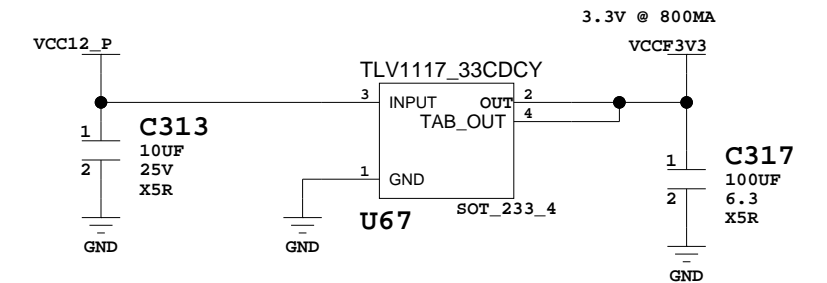 3.3V @ 800MA
VCC12_P
VCCF3V3
TLV1117_33CDCY
3 INPUT OUT 2
TAB_OUT 4
1 C313
10UF
2 25V
X5R
1 GND
1 C317
100UF
2 6.3
X5R
U67 SOT_233_4
GND
GND
GND